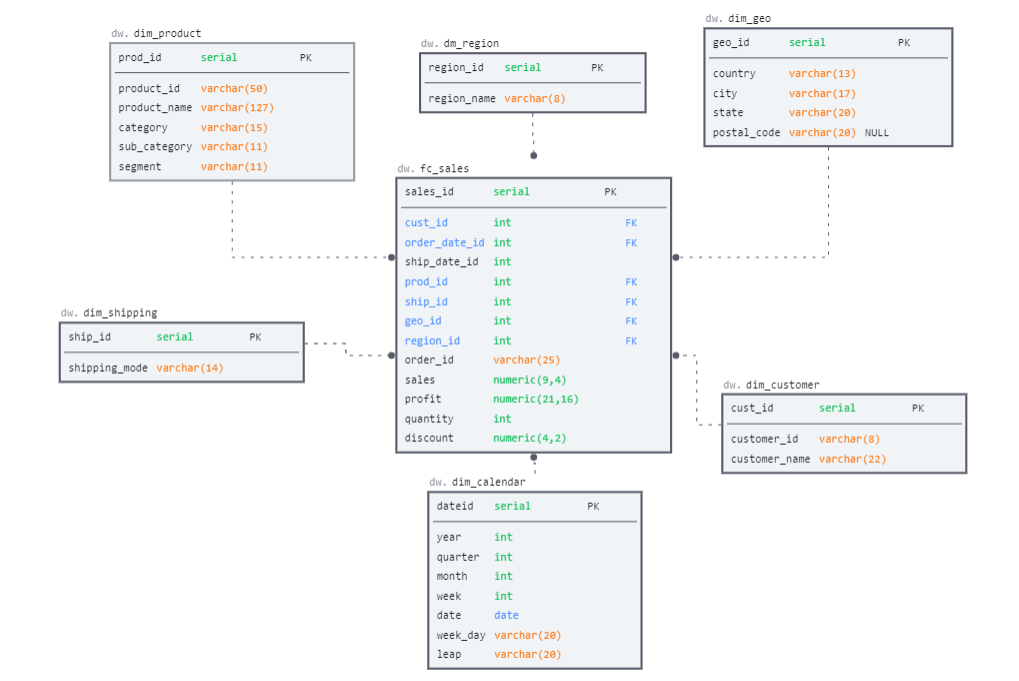 dw. dim_product
prod_id serial PK
product_id varchar(50)
product_name varchar(127)
category varchar(15)
sub_category varchar(11)
segment varchar(11)
dw. dm_region
region_id serial PK
region_name varchar(8)
dw. dim_geo
geo_id serial PK
country varchar(13)
city varchar(17)
state varchar(20)
postal_code varchar(20) NULL
dw. fc_sales
sales_id serial PK
cust_id int FK
order_date_id int FK
ship_date_id int
prod_id int FK
ship_id int FK
geo_id int FK
region_id int FK
order_id varchar(25)
sales numeric(9,4)
profit numeric(21,16)
quantity int
discount numeric(4,2)
dw. dim_shipping
ship_id serial PK
shipping_mode varchar(14)
dw. dim_customer
cust_id serial PK
customer_id varchar(8)
customer_name varchar(22)
dw. dim_calendar
dateid serial PK
year int
quarter int
month int
week int
date date
week_day varchar(20)
leap varchar(20)